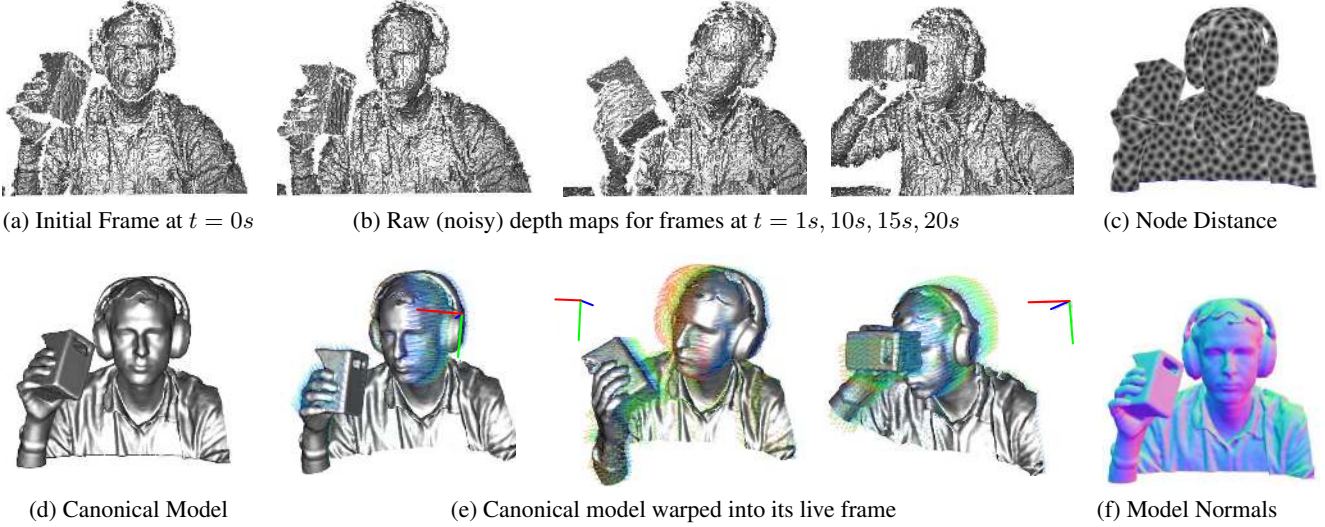 (a) Initial Frame at t = 0s
(b) Raw (noisy) depth maps for frames at t = 1s, 10s, 15s, 20s
(c) Node Distance
(d) Canonical Model
(e) Canonical model warped into its live frame
(f) Model Normals